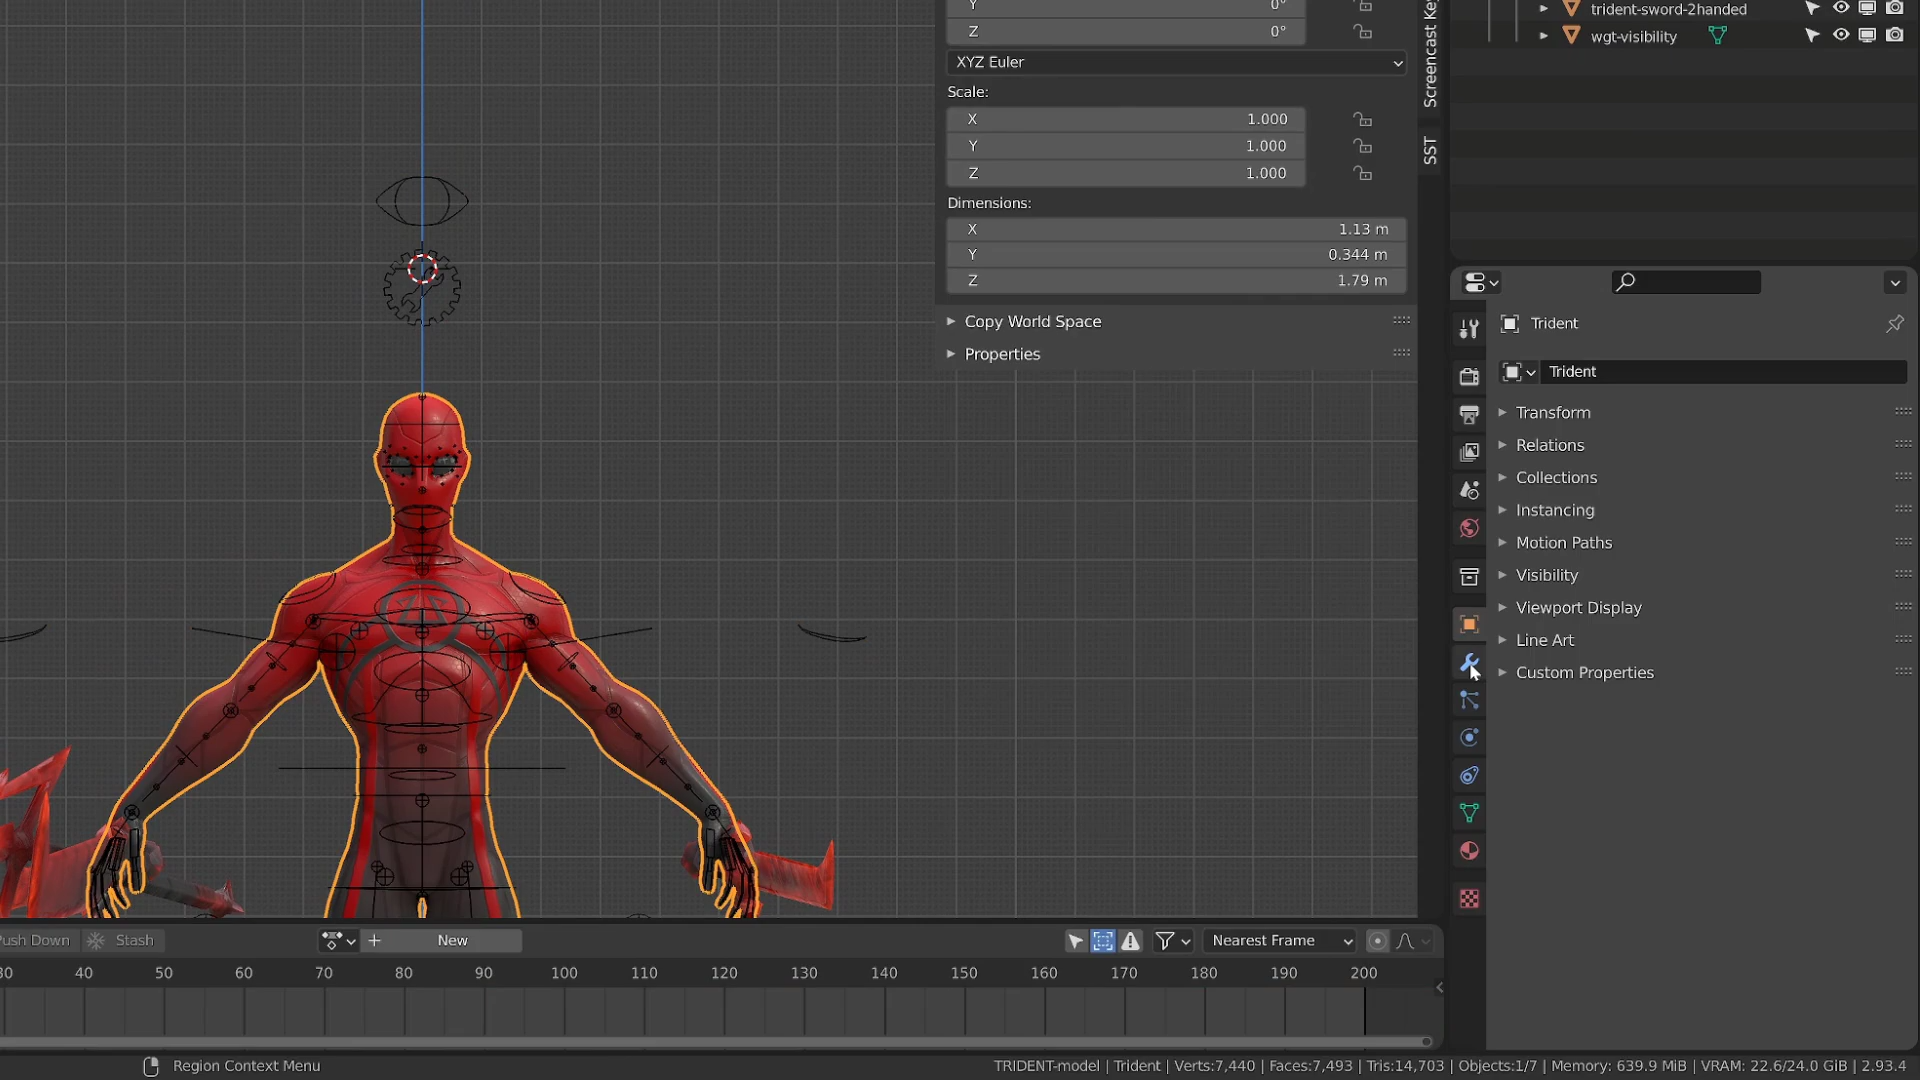 Y 0°
Z 0°
XYZ Euler
Scale:
X 1.000
Y 1.000
Z 1.000
Dimensions:
X 1.13 m
Y 0.344 m
Z 1.79 m
Copy World Space
Properties
Screencast Ke
SST
trident-sword-2handed
wgt-visibility
Trident
Trident
Transform
Relations
Collections
Instancing
Motion Paths
Visibility
Viewport Display
Line Art
Custom Properties
Push Down Stash New Nearest Frame
30 40 50 60 70 80 90 100 110 120 130 140 150 160 170 180 190 200
Region Context Menu
TRIDENT-model | Trident | Verts:7,440 | Faces:7,493 | Tris:14,703 | Objects:1/7 | Memory: 639.9 MiB | VRAM: 22.6/24.0 GiB | 2.93.4